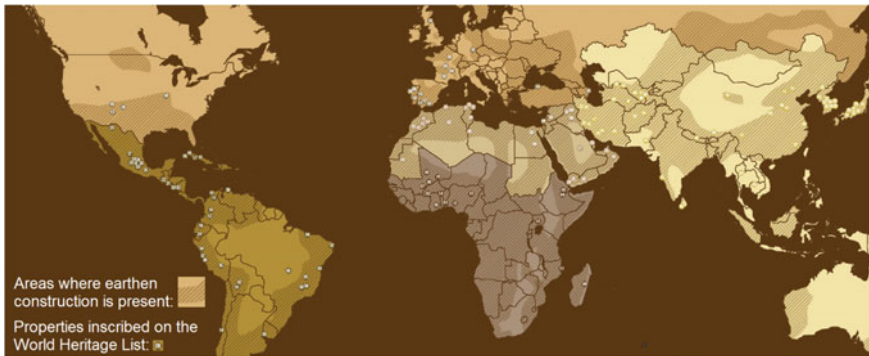 Areas where earthen
construction is present:
Properties inscribed on the
World Heritage List: